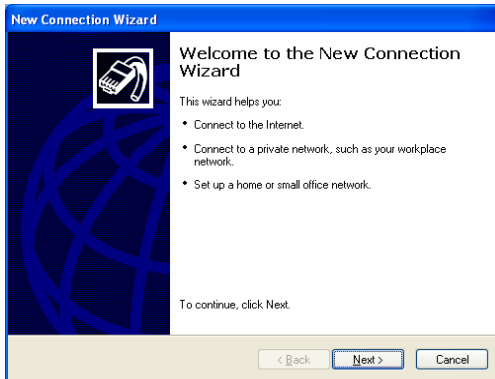 New Connection Wizard
Welcome to the New Connection
Wizard
This wizard helps you:
• Connect to the Internet.
• Connect to a private network, such as your workplace
network.
• Set up a home or small office network.
To continue, click Next.
< Back
Next >
Cancel